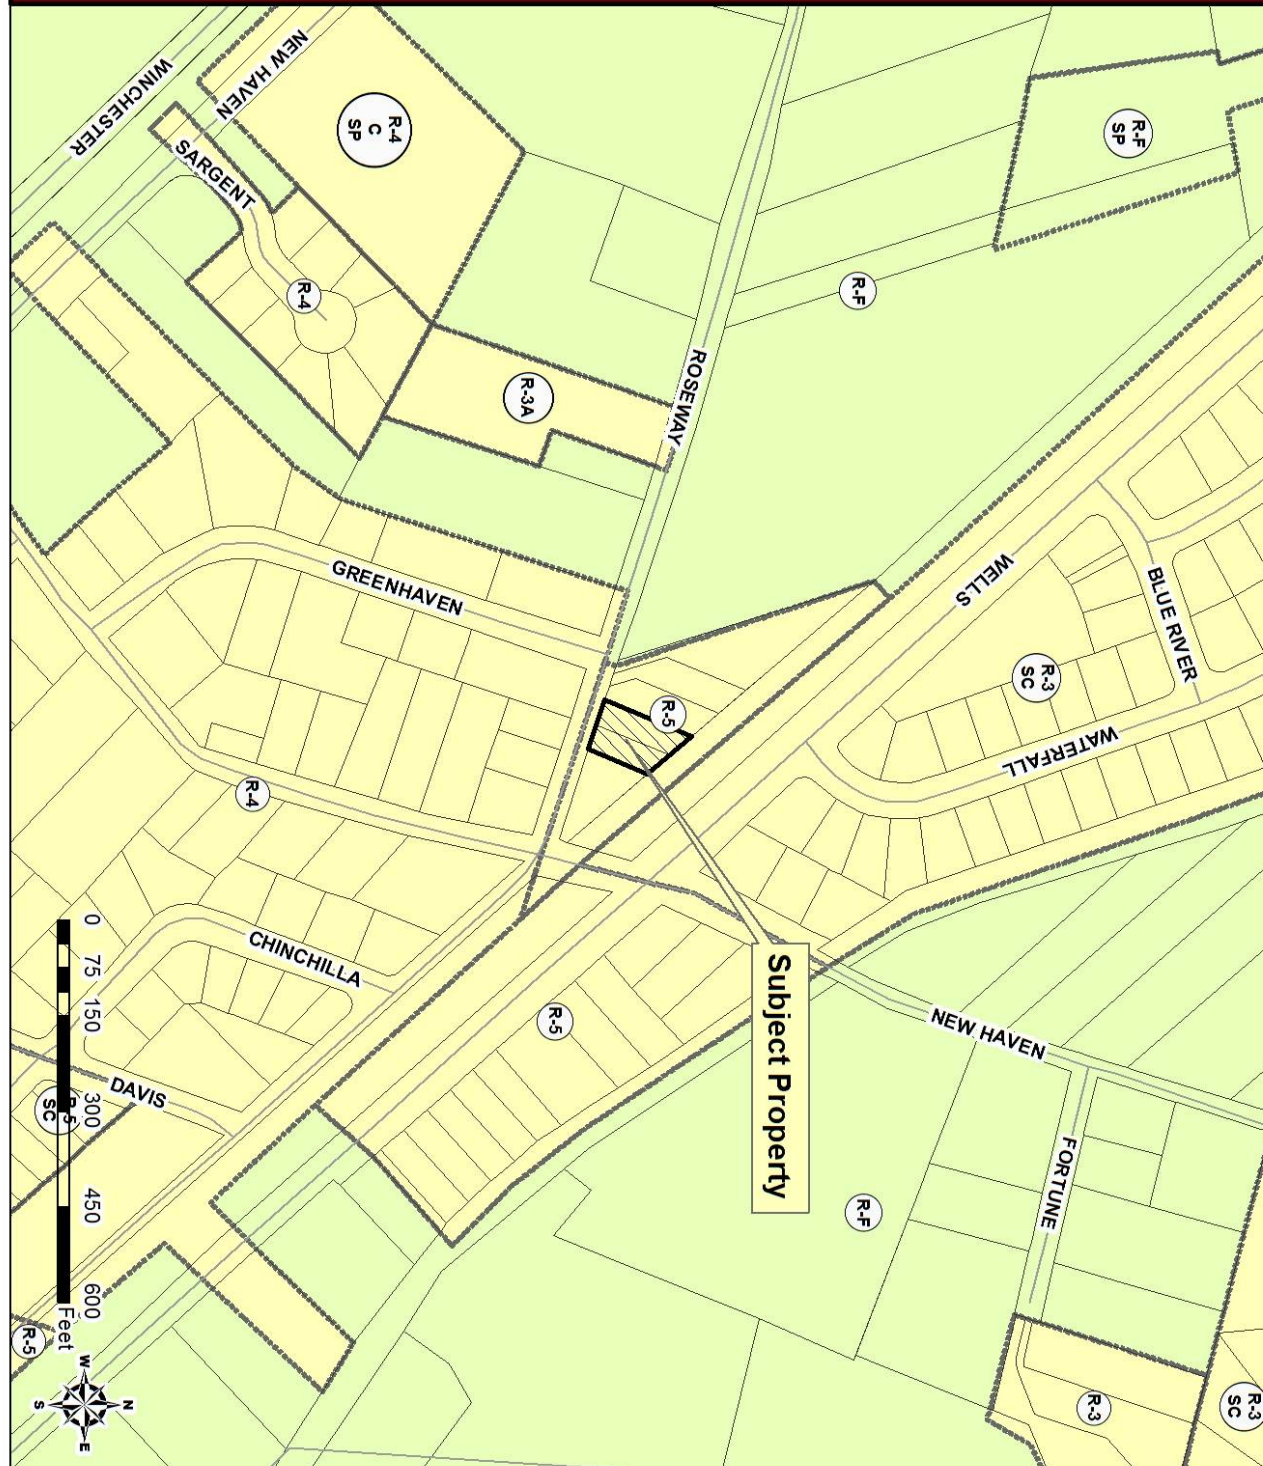 WINCHESTER
NEW HAVEN
SARGENT
R-4
C
SP
R-4
R-F
SP
R-F
ROSEWAY
R-3A
GREENHAVEN
WELLS
BLUE RIVER
R-3
SC
WATERFALL
R-5
R-4
CHINCHILLA
DAVIS
R-5
SC
R-5
Subject Property
NEW HAVEN
FORTUNE
R-F
R-3
R-3
SC
R-5
0 75 150 300 450 600
Feet
N
W
E
S